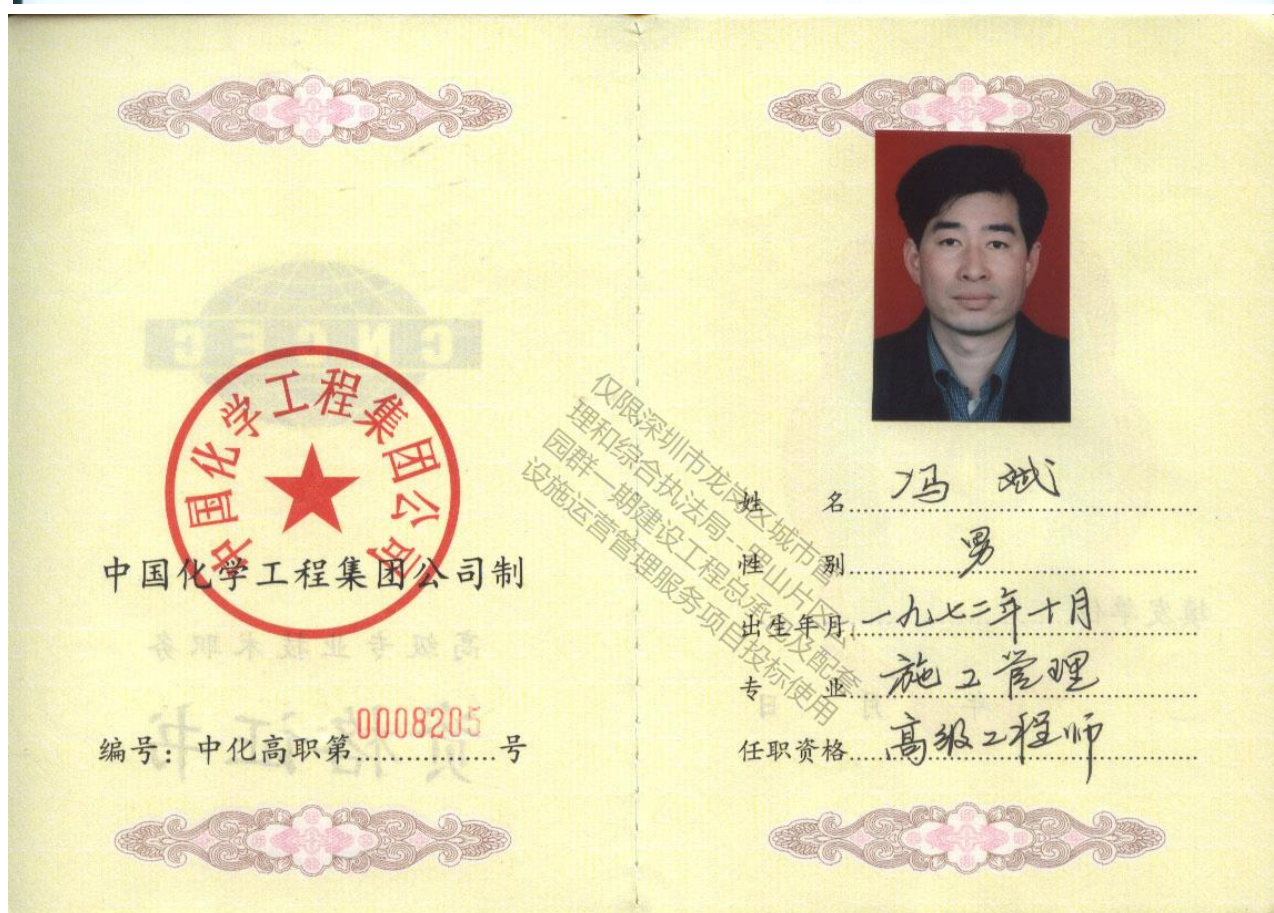 中国化学工程集团公司
中国化学工程集团公司制
编号：中化高职第0008205号
仅限深圳市龙岗区城市管
理和综合执法局--黑山片区公
园群一期建设工程总承包及配套
设施运营管理服务项目投标使用
姓 名 冯斌
性 别 男
出生年月 一九七二年十月
专 业 施工管理
任职资格 高级工程师
CNCEC
高级专业技术职务
资格证书